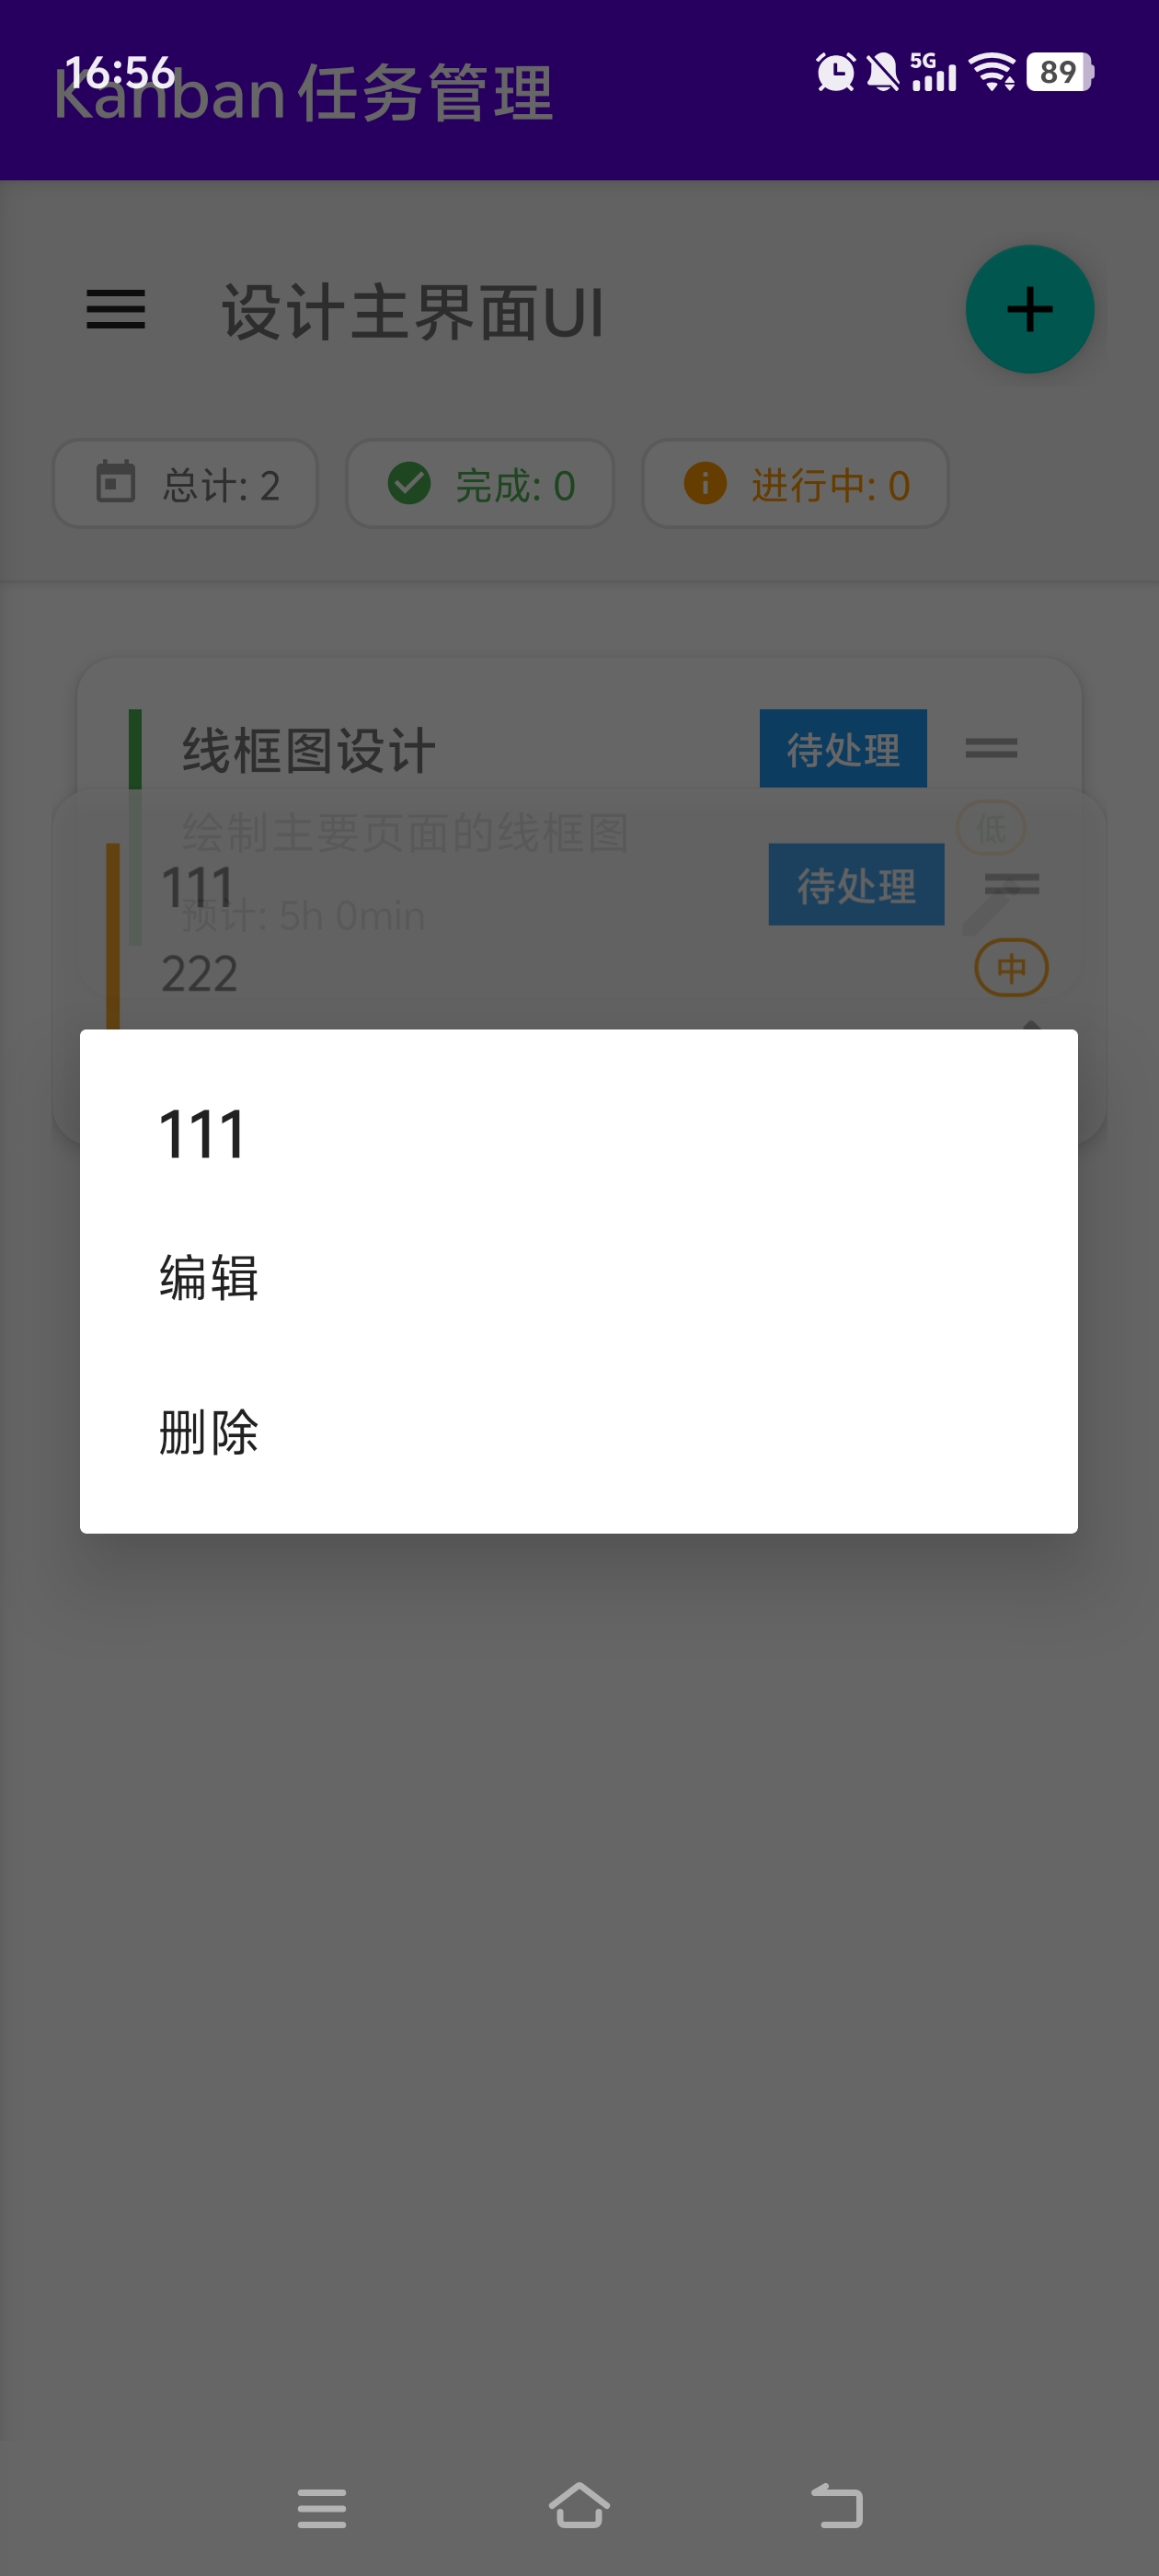 16:56
5G
89
Kanban 任务管理
设计主界面UI
总计: 2
完成: 0
进行中: 0
线框图设计
待处理
绘制主要页面的线框图
低
111
待处理
预计: 5h 0min
222
中
111
编辑
删除